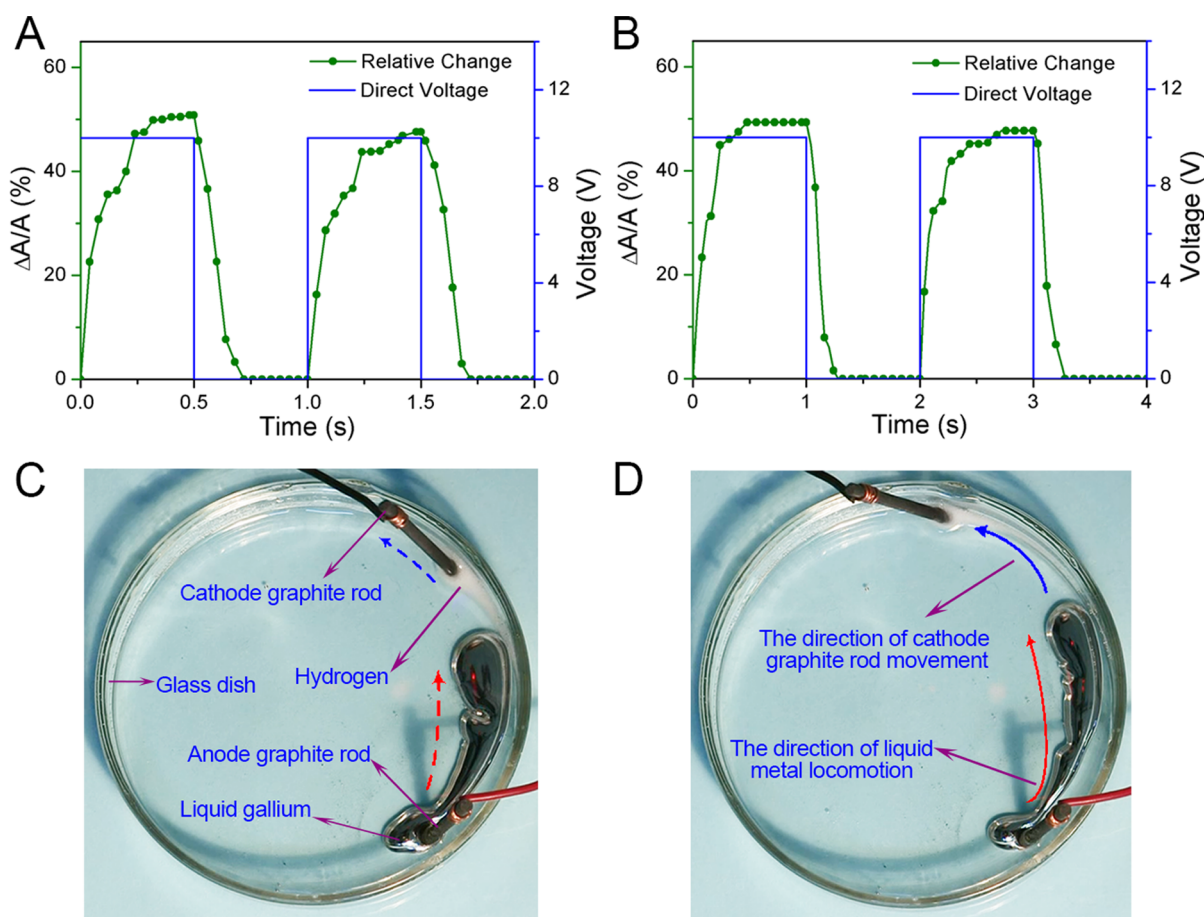 A
Relative Change
Direct Voltage
60
40
20
0
ΔA/A (%)
12
8
4
0
Voltage (V)
0.0 0.5 1.0 1.5 2.0
Time (s)
B
Relative Change
Direct Voltage
60
40
20
0
ΔA/A (%)
12
8
4
0
Voltage (V)
0 1 2 3 4
Time (s)
C
Cathode graphite rod
Hydrogen
Glass dish
Anode graphite rod
Liquid gallium
D
The direction of cathode
graphite rod movement
The direction of liquid
metal locomotion